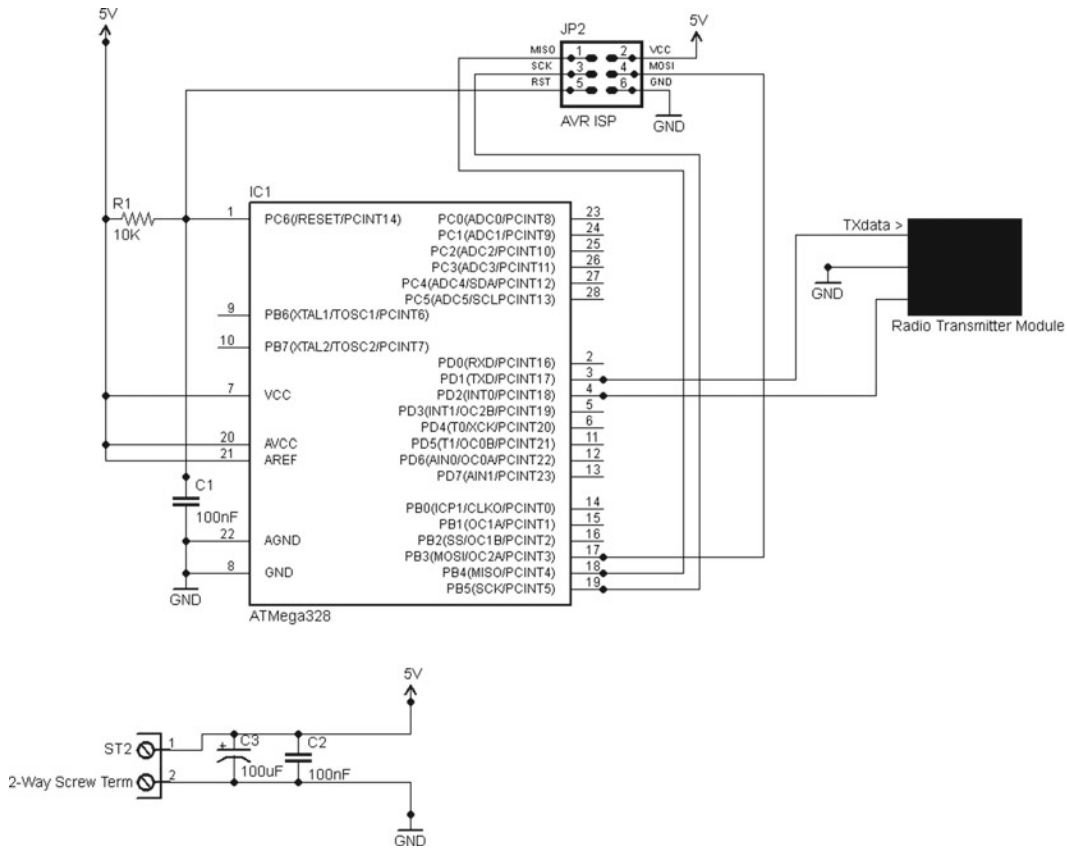 5V
JP2
5V
MISO 1 2 VCC
SCK 3 4 MOSI
RST 5 6 GND
AVR ISP
GND
IC1
R1
10K
1 PC6(/RESET/PCINT14)
9 PB6(XTAL1/TOSC1/PCINT6)
10 PB7(XTAL2/TOSC2/PCINT7)
7 VCC
20 AVCC
21 AREF
C1
100nF
22 AGND
8 GND
GND
PC0(ADC0/PCINT8) 23
PC1(ADC1/PCINT9) 24
PC2(ADC2/PCINT10) 25
PC3(ADC3/PCINT11) 26
PC4(ADC4/SDA/PCINT12) 27
PC5(ADC5/SCLPCINT13) 28
PD0(RXD/PCINT16) 2
PD1(TXD/PCINT17) 3
PD2(INT0/PCINT18) 4
PD3(INT1/OC2B/PCINT19) 5
PD4(T0/XCK/PCINT20) 6
PD5(T1/OC0B/PCINT21) 11
PD6(AIN0/OC0A/PCINT22) 12
PD7(AIN1/PCINT23) 13
PB0(ICP1/CLKO/PCINT0) 14
PB1(OC1A/PCINT1) 15
PB2(SS/OC1B/PCINT2) 16
PB3(MOSI/OC2A/PCINT3) 17
PB4(MISO/PCINT4) 18
PB5(SCK/PCINT5) 19
ATMega328
TXdata >
GND
Radio Transmitter Module
5V
ST2 1
2-Way Screw Term 2
+ C3
100uF
C2
100nF
GND